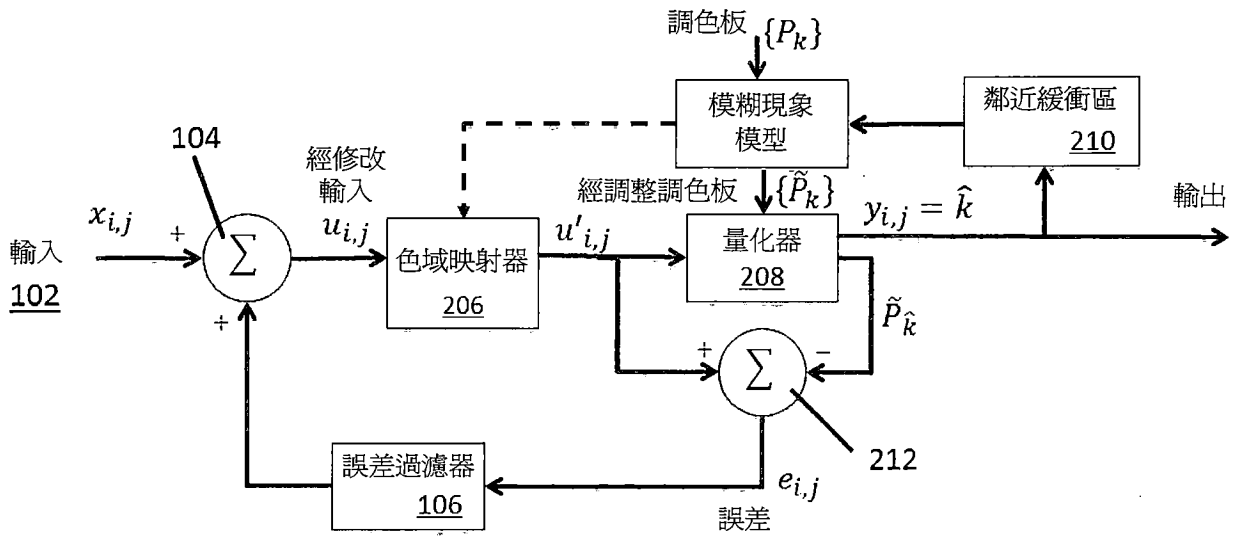 調色板
{P_k}
模糊現象
模型
鄰近緩衝區
210
104
經修改
輸入
經調整調色板
{P̃_k}
x_{i,j}
u_{i,j}
u'_{i,j}
y_{i,j} = k̂
輸出
輸入
102
+
Σ
色域映射器
206
量化器
208
P̃_k̂
+
+
−
Σ
212
誤差過濾器
106
e_{i,j}
誤差